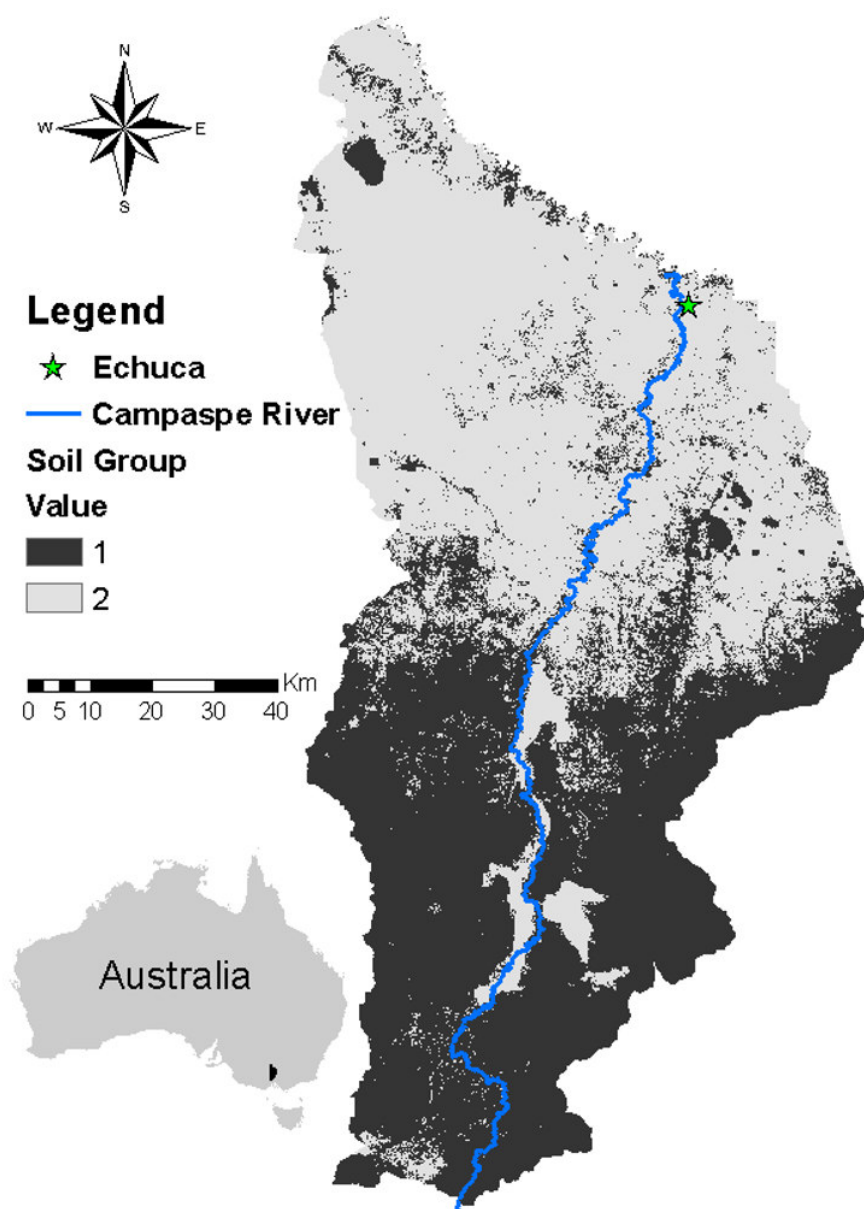 N
W E
S
Legend
Echuca
Campaspe River
Soil Group
Value
1
2
Km
0 5 10 20 30 40
Australia